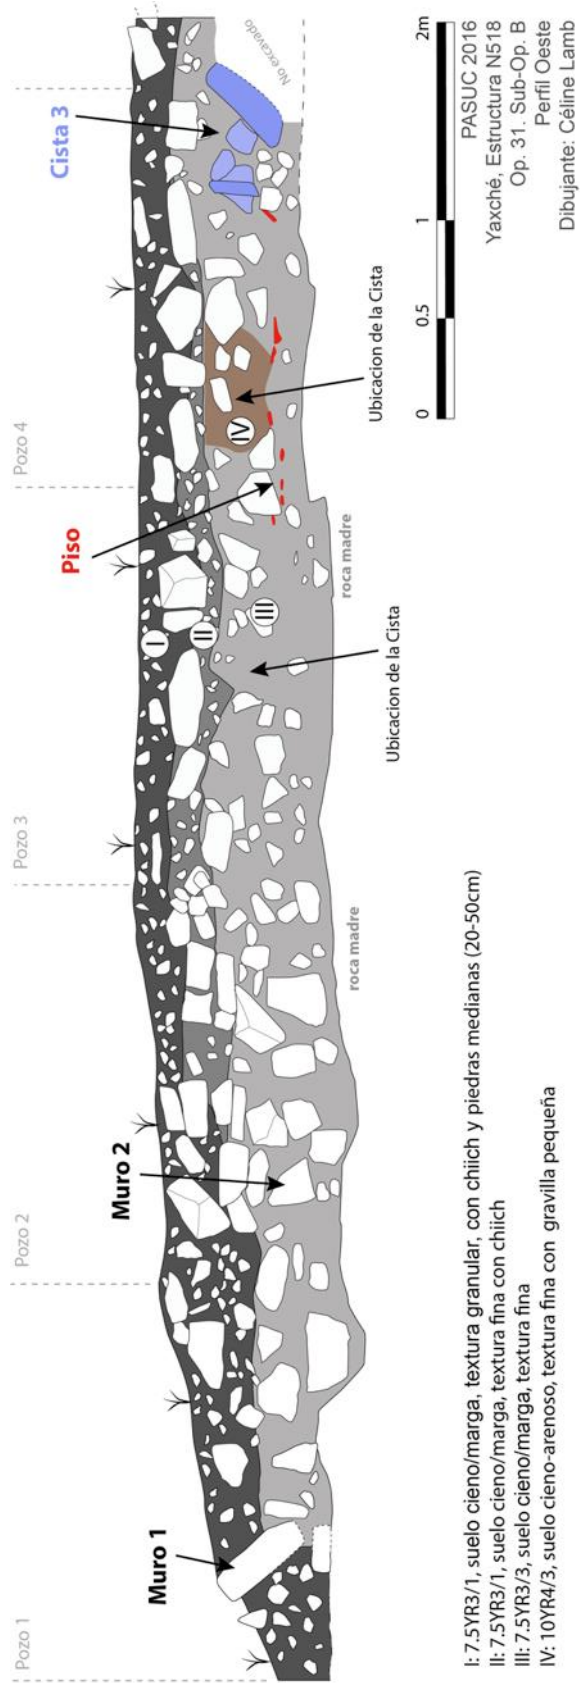 Pozo 1
Pozo 2
Pozo 3
Pozo 4
Muro 1
Muro 2
Piso
Cista 3
No excavado
I
II
III
IV
roca madre
roca madre
Ubicacion de la Cista
Ubicacion de la Cista
I: 7.5YR3/1, suelo cieno/marga, textura granular, con chiich y piedras medianas (20-50cm)
II: 7.5YR3/1, suelo cieno/marga, textura fina con chiich
III: 7.5YR3/3, suelo cieno/marga, textura fina
IV: 10YR4/3, suelo cieno-arenoso, textura fina con gravilla pequeña
0 0.5 1 2m
PASUC 2016
Yaxché, Estructura N518
Op. 31. Sub-Op. B
Perfil Oeste
Dibujante: Céline Lamb